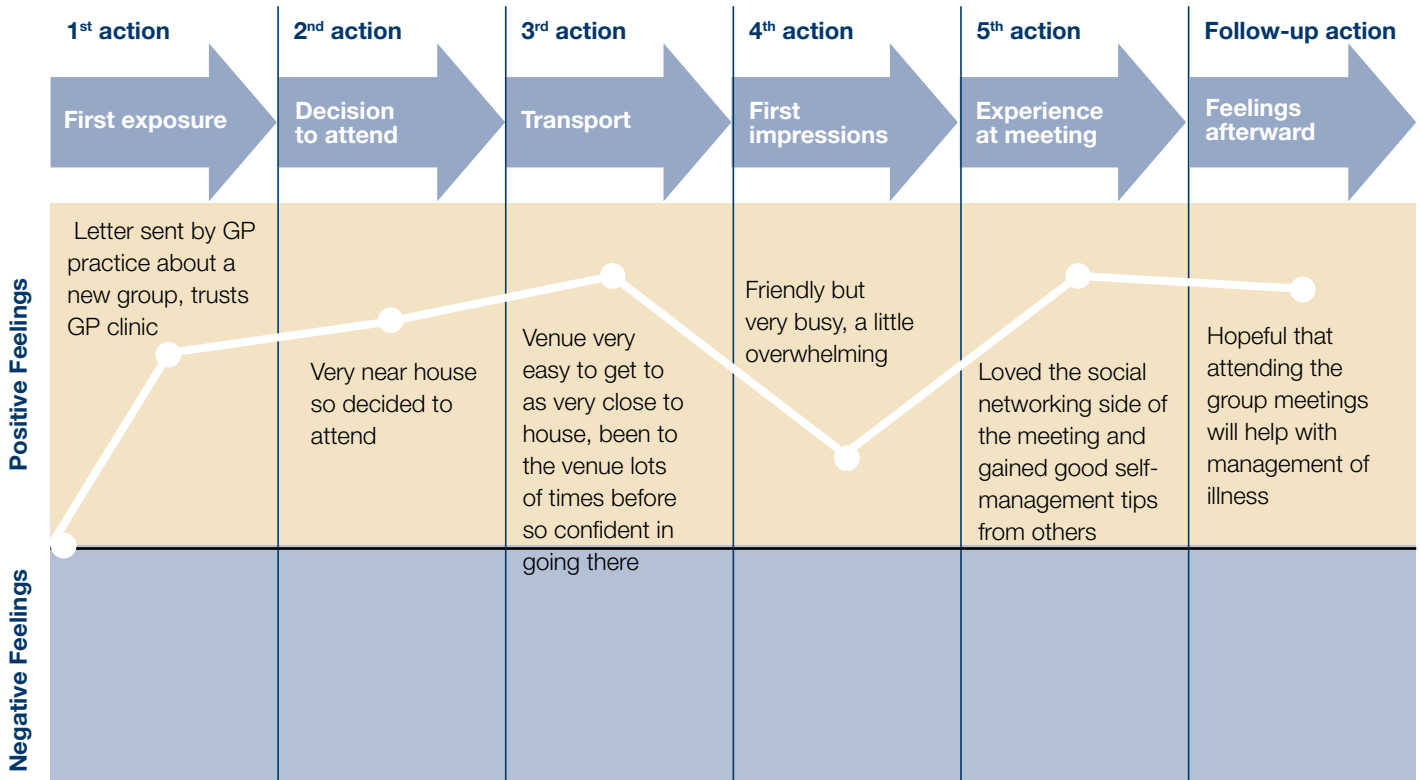 1st action
2nd action
3rd action
4th action
5th action
Follow-up action
First exposure
Decision
to attend
Transport
First
impressions
Experience
at meeting
Feelings
afterward
Positive Feelings
Letter sent by GP
practice about a
new group, trusts
GP clinic
Very near house
so decided to
attend
Venue very
easy to get to
as very close to
house, been to
the venue lots
of times before
so confident in
going there
Friendly but
very busy, a little
overwhelming
Loved the social
networking side of
the meeting and
gained good self-
management tips
from others
Hopeful that
attending the
group meetings
will help with
management of
illness
Negative Feelings